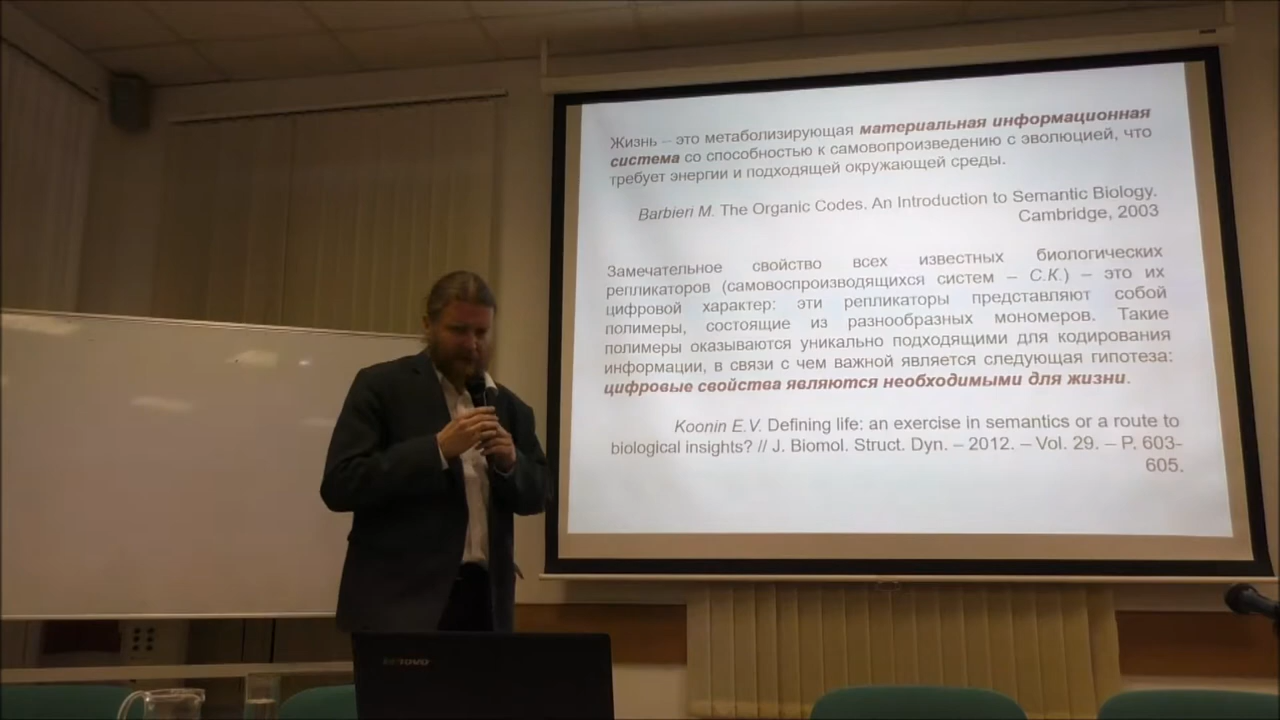 Жизнь – это метаболизирующая материальная информационная
система со способностью к самовоспроизведению с эволюцией, что
требует энергии и подходящей окружающей среды.
Barbieri M. The Organic Codes. An Introduction to Semantic Biology.
Cambridge, 2003
Замечательное свойство всех известных биологических
репликаторов (самовоспроизводящихся систем – С.К.) – это их
цифровой характер: эти репликаторы представляют собой
полимеры, состоящие из разнообразных мономеров. Такие
полимеры оказываются уникально подходящими для кодирования
информации, в связи с чем важной является следующая гипотеза:
цифровые свойства являются необходимыми для жизни.
Koonin E.V. Defining life: an exercise in semantics or a route to
biological insights? // J. Biomol. Struct. Dyn. – 2012. – Vol. 29. – P. 603-
605.
lenovo